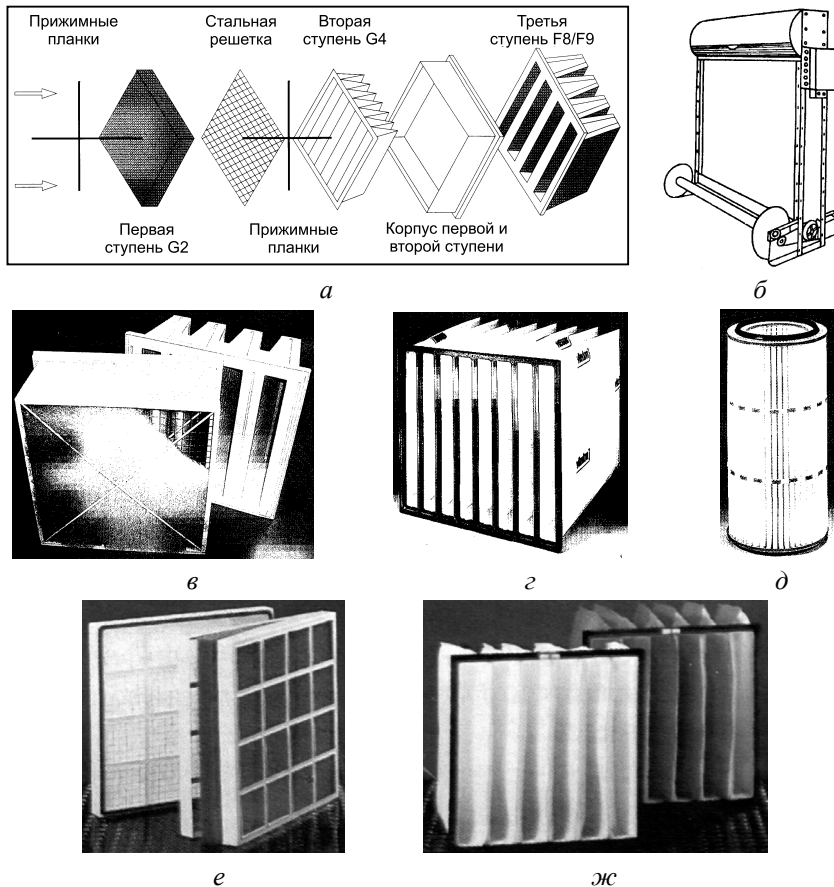 Прижимные
планки
Стальная
решетка
Вторая
ступень G4
Третья
ступень F8/F9
Первая
ступень G2
Прижимные
планки
Корпус первой и
второй ступени
а
б
в
г
д
е
ж